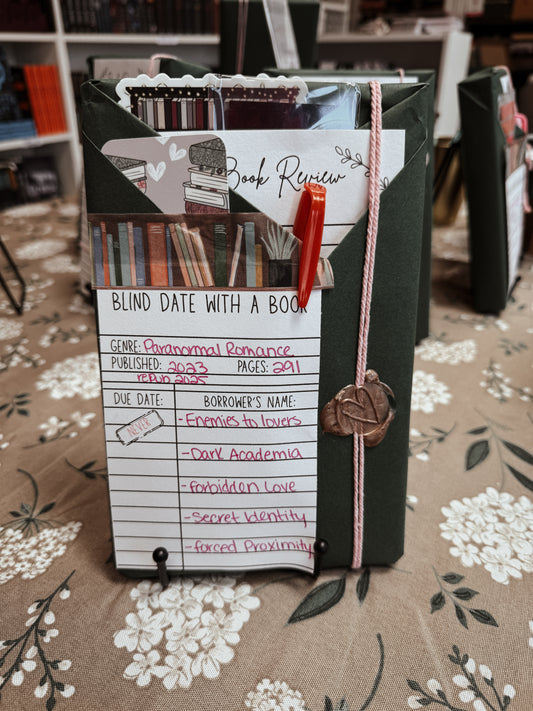 Book Review
BLIND DATE WITH A BOOK
GENRE: Paranormal Romance
PUBLISHED: 2023 PAGES: 291
rePub 2025
DUE DATE: BORROWER'S NAME:
NEVER
-Enemies to lovers
-Dark Academia
-Forbidden Love
-Secret Identity
-Forced Proximity